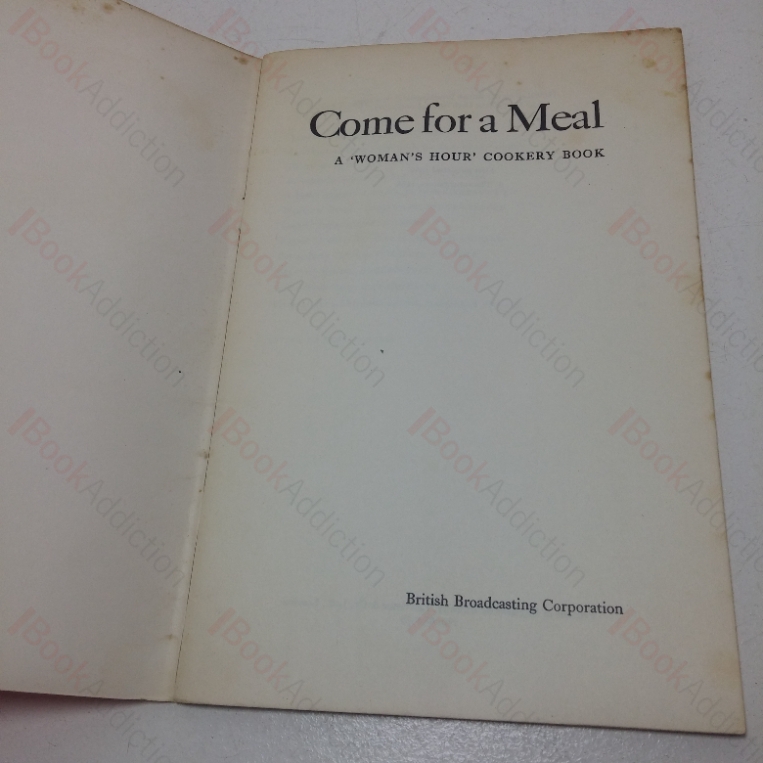 Come for a Meal
A ‘WOMAN’S HOUR’ COOKERY BOOK
British Broadcasting Corporation
BookAddiction